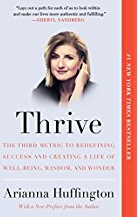 "Lays out a path for each of us to look within
and make our lives more authentic and fulfilling."
—SHERYL SANDBERG
#1 NEW YORK TIMES BESTSELLER
Thrive
THE THIRD METRIC TO REDEFINING
SUCCESS AND CREATING A LIFE OF
WELL-BEING, WISDOM, AND WONDER
Arianna Huffington
With a New Preface from the Author